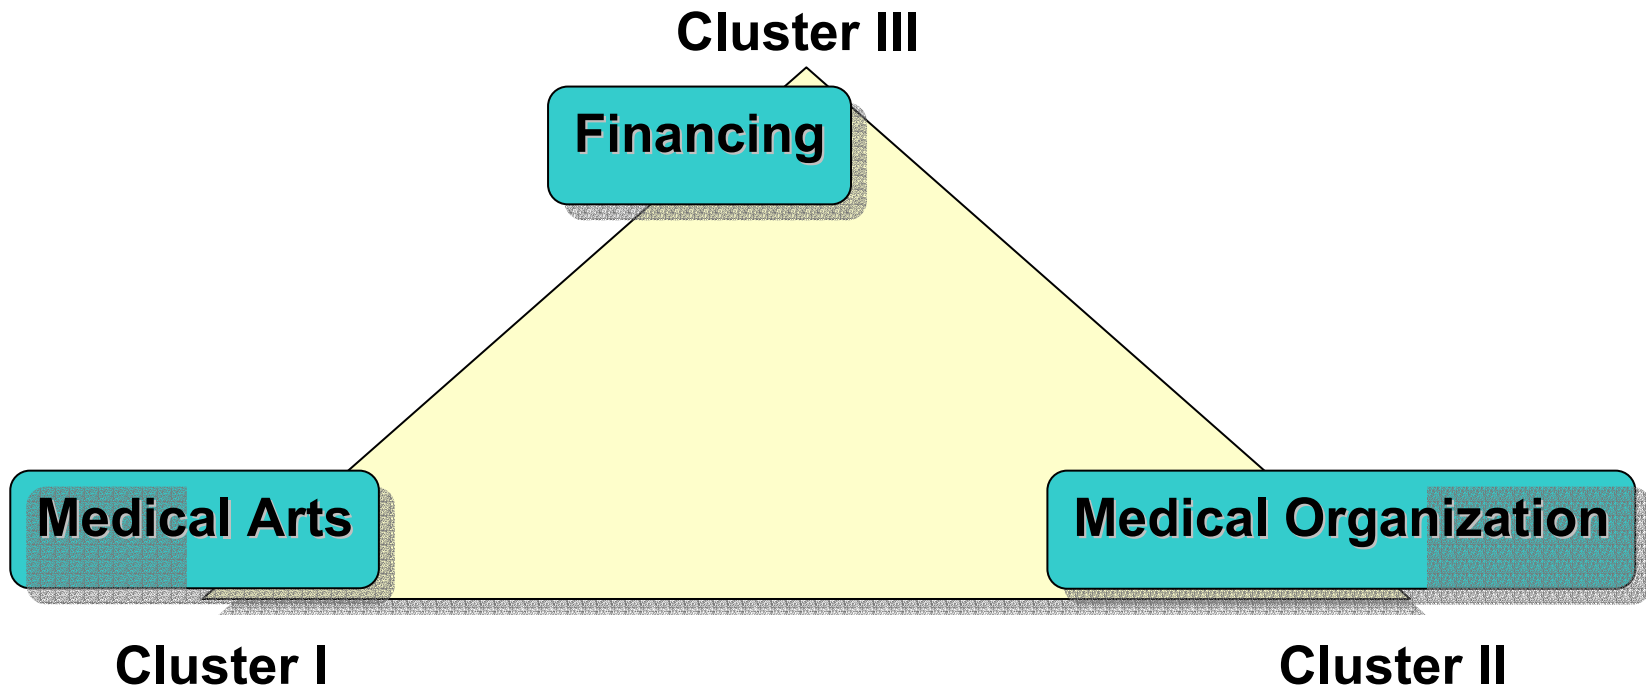 Cluster III
Financing
Medical Arts
Medical Organization
Cluster I
Cluster II